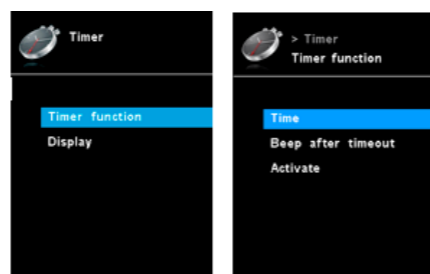 Timer
Timer function
Display
> Timer
Timer function
Time
Beep after timeout
Activate